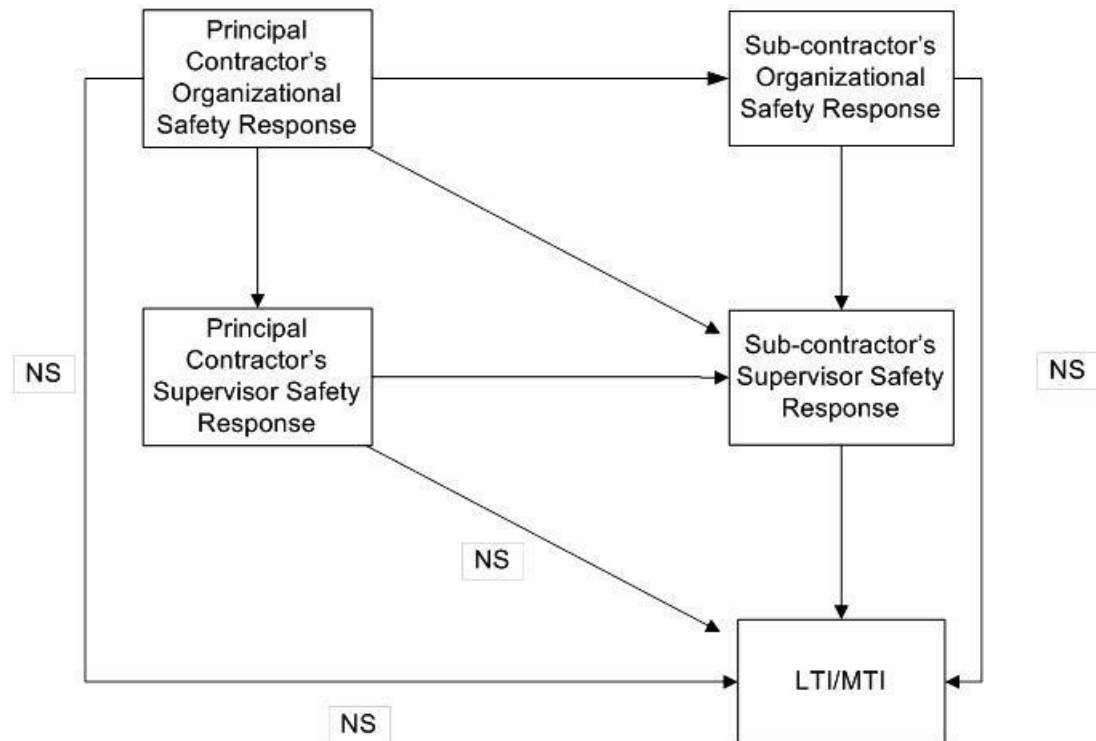 Principal
Contractor's
Organizational
Safety Response
Sub-contractor's
Organizational
Safety Response
Principal
Contractor's
Supervisor Safety
Response
Sub-contractor's
Supervisor Safety
Response
NS
NS
NS
LTI/MTI
NS